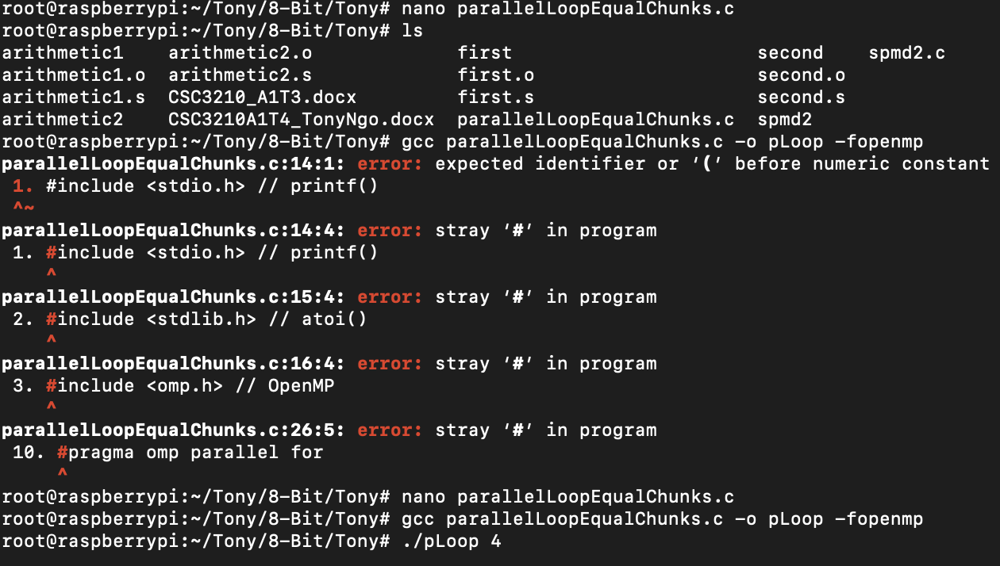 root@raspberrypi:~/Tony/8-Bit/Tony# nano parallelLoopEqualChunks.c
root@raspberrypi:~/Tony/8-Bit/Tony# ls
arithmetic1    arithmetic2.o             first                      second    spmd2.c
arithmetic1.o  arithmetic2.s             first.o                    second.o
arithmetic1.s  CSC3210_A1T3.docx         first.s                    second.s
arithmetic2    CSC3210A1T4_TonyNgo.docx  parallelLoopEqualChunks.c  spmd2
root@raspberrypi:~/Tony/8-Bit/Tony# gcc parallelLoopEqualChunks.c -o pLoop -fopenmp
parallelLoopEqualChunks.c:14:1: error: expected identifier or ‘(’ before numeric constant
 1. #include <stdio.h> // printf()
 ^~
parallelLoopEqualChunks.c:14:4: error: stray ‘#’ in program
 1. #include <stdio.h> // printf()
    ^
parallelLoopEqualChunks.c:15:4: error: stray ‘#’ in program
 2. #include <stdlib.h> // atoi()
    ^
parallelLoopEqualChunks.c:16:4: error: stray ‘#’ in program
 3. #include <omp.h> // OpenMP
    ^
parallelLoopEqualChunks.c:26:5: error: stray ‘#’ in program
 10. #pragma omp parallel for
     ^
root@raspberrypi:~/Tony/8-Bit/Tony# nano parallelLoopEqualChunks.c
root@raspberrypi:~/Tony/8-Bit/Tony# gcc parallelLoopEqualChunks.c -o pLoop -fopenmp
root@raspberrypi:~/Tony/8-Bit/Tony# ./pLoop 4